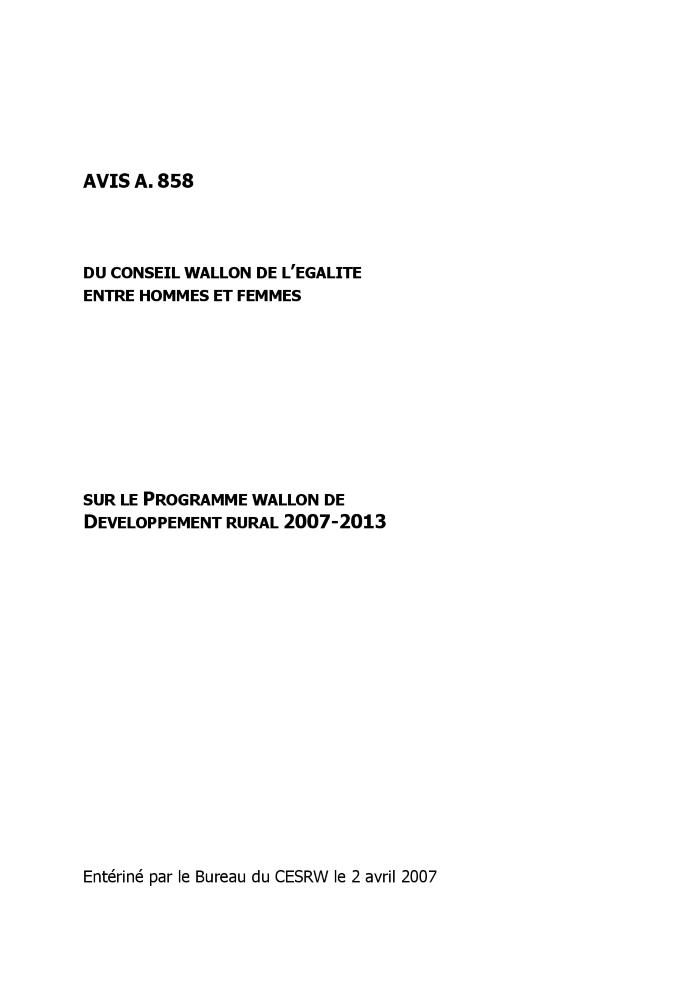 AVIS A. 858
DU CONSEIL WALLON DE L'EGALITE
ENTRE HOMMES ET FEMMES
SUR LE PROGRAMME WALLON DE
DEVELOPPEMENT RURAL 2007-2013
Entériné par le Bureau du CESRW le 2 avril 2007